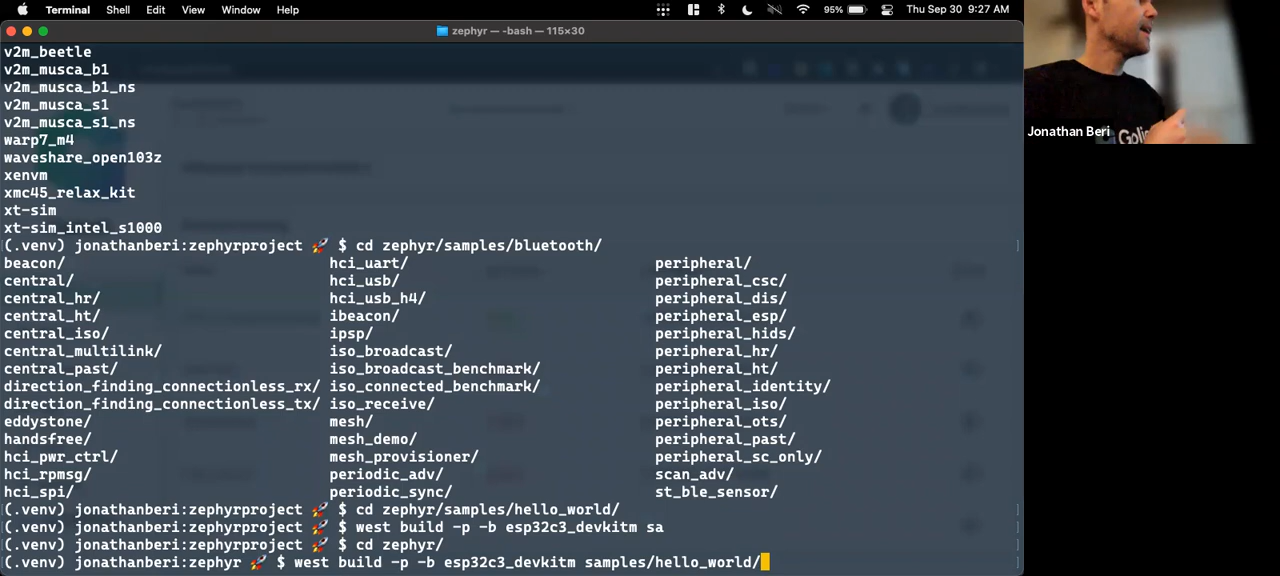 Terminal Shell Edit View Window Help 95% Thu Sep 30 9:27 AM
zephyr — -bash — 115×30
v2m_beetle
v2m_musca_b1
v2m_musca_b1_ns
v2m_musca_s1
v2m_musca_s1_ns
warp7_m4
waveshare_open103z
xenvm
xmc45_relax_kit
xt-sim
xt-sim_intel_s1000
(.venv) jonathanberi:zephyrproject 🚀 $ cd zephyr/samples/bluetooth/
beacon/ hci_uart/ peripheral/
central/ hci_usb/ peripheral_csc/
central_hr/ hci_usb_h4/ peripheral_dis/
central_ht/ ibeacon/ peripheral_esp/
central_iso/ ipsp/ peripheral_hids/
central_multilink/ iso_broadcast/ peripheral_hr/
central_past/ iso_broadcast_benchmark/ peripheral_ht/
direction_finding_connectionless_rx/ iso_connected_benchmark/ peripheral_identity/
direction_finding_connectionless_tx/ iso_receive/ peripheral_iso/
eddystone/ mesh/ peripheral_ots/
handsfree/ mesh_demo/ peripheral_past/
hci_pwr_ctrl/ mesh_provisioner/ peripheral_sc_only/
hci_rpmsg/ periodic_adv/ scan_adv/
hci_spi/ periodic_sync/ st_ble_sensor/
(.venv) jonathanberi:zephyrproject 🚀 $ cd zephyr/samples/hello_world/
(.venv) jonathanberi:zephyrproject 🚀 $ west build -p -b esp32c3_devkitm sa
(.venv) jonathanberi:zephyrproject 🚀 $ cd zephyr/
(.venv) jonathanberi:zephyr 🚀 $ west build -p -b esp32c3_devkitm samples/hello_world/
Jonathan Beri